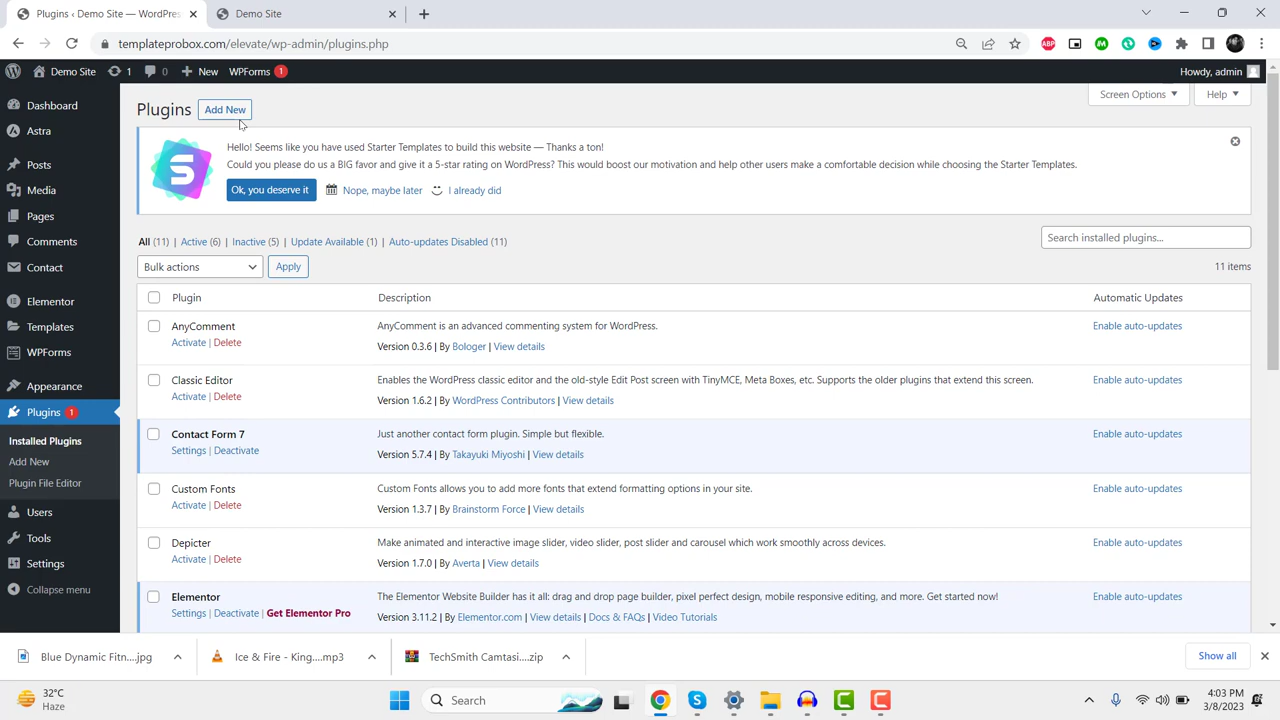 Plugins ‹ Demo Site — WordPres
Demo Site
templateprobox.com/elevate/wp-admin/plugins.php
ABP
Demo Site 1 0 New WPForms 1
Howdy, admin
Dashboard
Astra
Posts
Media
Pages
Comments
Contact
Elementor
Templates
WPForms
Appearance
Plugins 1
Installed Plugins
Add New
Plugin File Editor
Users
Tools
Settings
Collapse menu
Screen Options
Help
Plugins
Add New
Hello! Seems like you have used Starter Templates to build this website — Thanks a ton!
Could you please do us a BIG favor and give it a 5-star rating on WordPress? This would boost our motivation and help other users make a comfortable decision while choosing the Starter Templates.
Ok, you deserve it
Nope, maybe later
I already did
All (11) | Active (6) | Inactive (5) | Update Available (1) | Auto-updates Disabled (11)
Search installed plugins...
Bulk actions
Apply
11 items
Plugin Description Automatic Updates
AnyComment
Activate | Delete
AnyComment is an advanced commenting system for WordPress.
Version 0.3.6 | By Bologer | View details
Enable auto-updates
Classic Editor
Activate | Delete
Enables the WordPress classic editor and the old-style Edit Post screen with TinyMCE, Meta Boxes, etc. Supports the older plugins that extend this screen.
Version 1.6.2 | By WordPress Contributors | View details
Enable auto-updates
Contact Form 7
Settings | Deactivate
Just another contact form plugin. Simple but flexible.
Version 5.7.4 | By Takayuki Miyoshi | View details
Enable auto-updates
Custom Fonts
Activate | Delete
Custom Fonts allows you to add more fonts that extend formatting options in your site.
Version 1.3.7 | By Brainstorm Force | View details
Enable auto-updates
Depicter
Activate | Delete
Make animated and interactive image slider, video slider, post slider and carousel which work smoothly across devices.
Version 1.7.0 | By Averta | View details
Enable auto-updates
Elementor
Settings | Deactivate | Get Elementor Pro
The Elementor Website Builder has it all: drag and drop page builder, pixel perfect design, mobile responsive editing, and more. Get started now!
Version 3.11.2 | By Elementor.com | View details | Docs & FAQs | Video Tutorials
Enable auto-updates
Blue Dynamic Fitn....jpg
Ice & Fire - King....mp3
TechSmith Camtasi....zip
Show all
32°C
Haze
Search
4:03 PM
3/8/2023